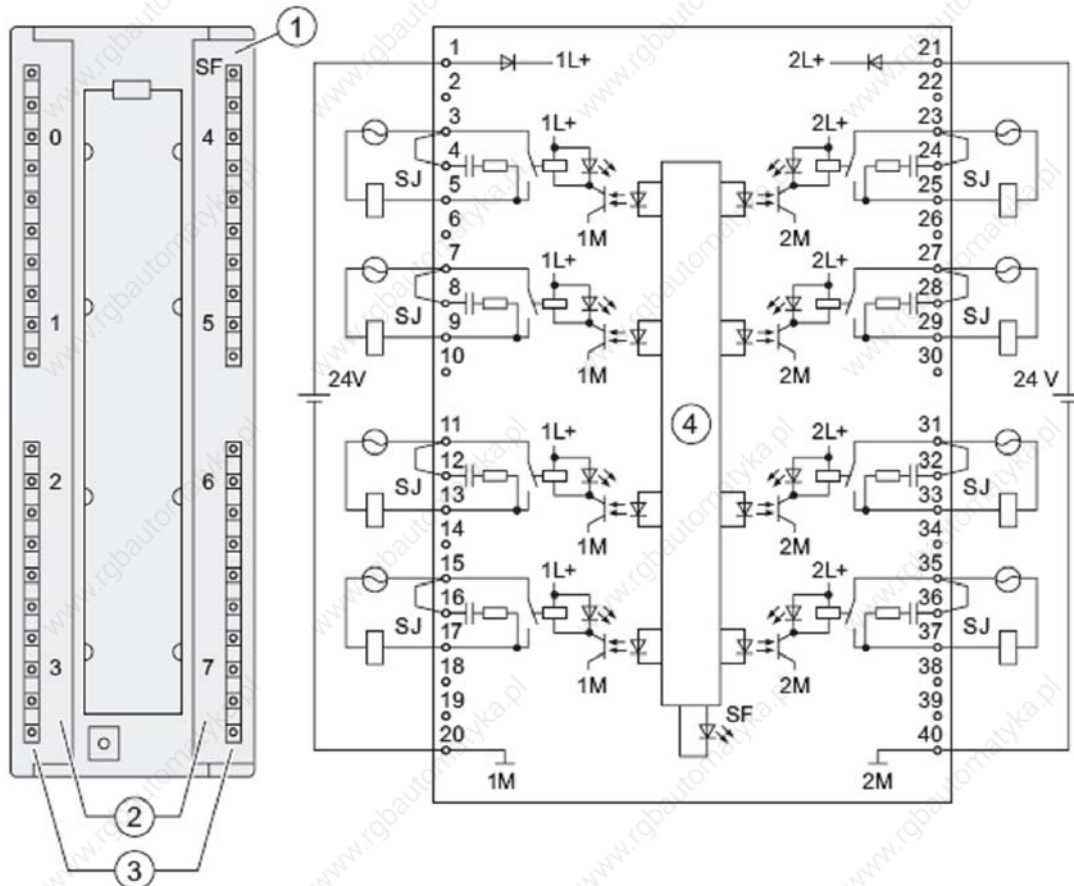 1
SF
0 4
1 5
2 6
3 7
2
3
1 1L+ 2L+ 21
2 22
3 1L+ 2L+ 23
4 24
SJ SJ
5 25
6 1M 2M 26
7 1L+ 2L+ 27
8 28
SJ SJ
9 29
10 1M 2M 30
24V 24 V
4
11 1L+ 2L+ 31
12 32
SJ SJ
13 33
14 1M 2M 34
15 1L+ 2L+ 35
16 36
SJ SJ
17 37
18 1M 2M 38
19 SF 39
20 40
1M 2M
www.rgbautomatyka.pl